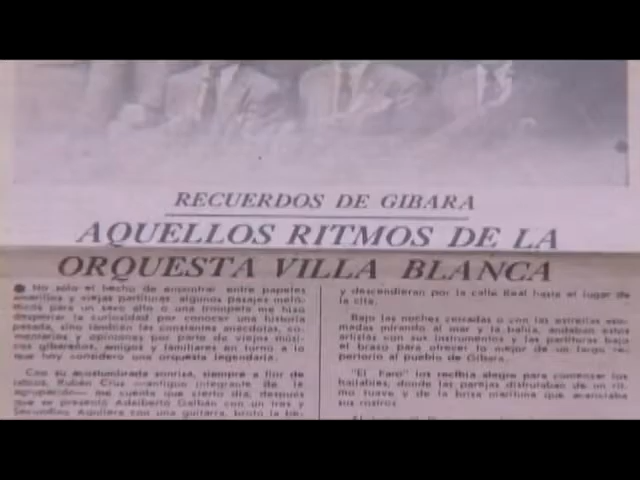 RECUERDOS DE GIBARA
AQUELLOS RITMOS DE LA
ORQUESTA VILLA BLANCA
No sólo el hecho de encontrar entre papeles
amarillos y viejas partituras algunos pasajes meló-
dicos para un saxo alto o una trompeta me hizo
despertar la curiosidad por conocer una historia
pasada, sino también las constantes anécdotas, co-
mentarios y opiniones por parte de viejos músi-
cos gibareños, amigos y familiares en torno a lo
que hoy considero una orquesta legendaria.
Con su acostumbrada sonrisa, siempre a flor de
labios, Rubén Cruz —antiguo integrante de la
agrupación— me cuenta que cierto día, después
que se presentó Adalberto Galbán con un tres y
Secundino Aguilera con una guitarra, brotó la
y descendieran por la calle Real hasta el lugar de
la cita.
Bajo las noches cerradas o con las estrellas aso-
madas mirando al mar y la bahía, andaban estos
artistas con sus instrumentos y las partituras bajo
el brazo para ofrecer lo mejor de un largo re-
pertorio al pueblo de Gibara.
"El Faro" los recibía alegre para comenzar los
bailables, donde las parejas disfrutaban de un rit-
mo suave y de la brisa marítima que acariciaba
sus rostros.